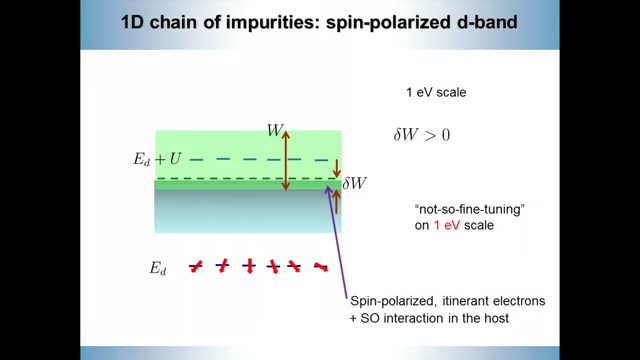 1D chain of impurities: spin-polarized d-band
1 eV scale
W
δW > 0
E_d + U
δW
"not-so-fine-tuning"
on 1 eV scale
E_d
Spin-polarized, itinerant electrons
+ SO interaction in the host